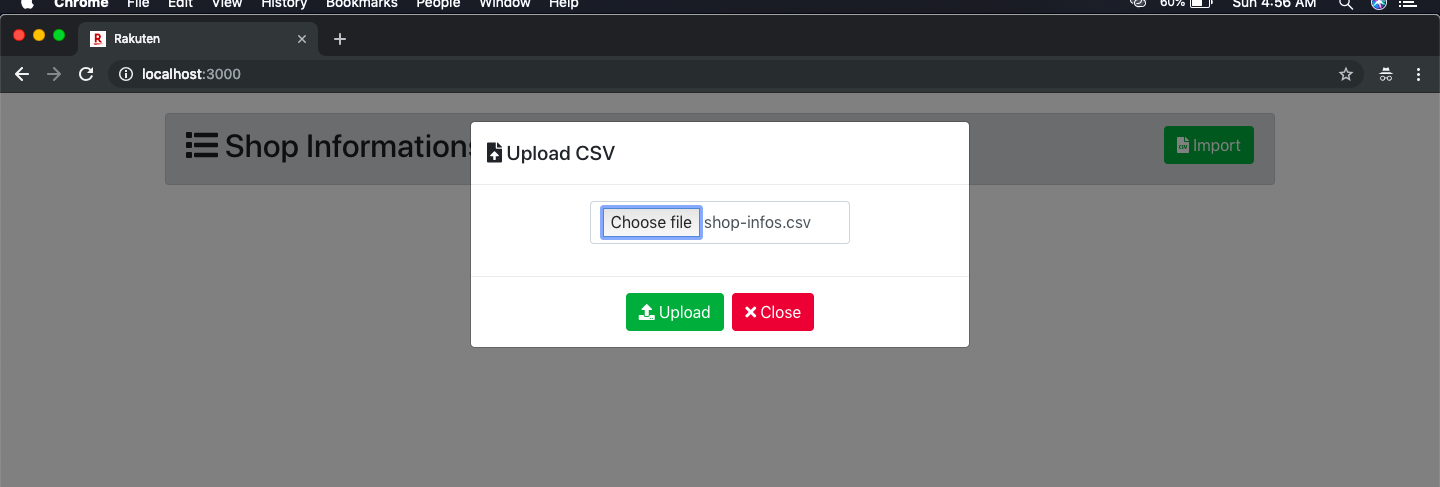 Chrome File Edit View History Bookmarks People Window Help 60% Sun 4:56 AM
R Rakuten
localhost:3000
Shop Informations
CSV Import
Upload CSV
Choose file shop-infos.csv
Upload Close